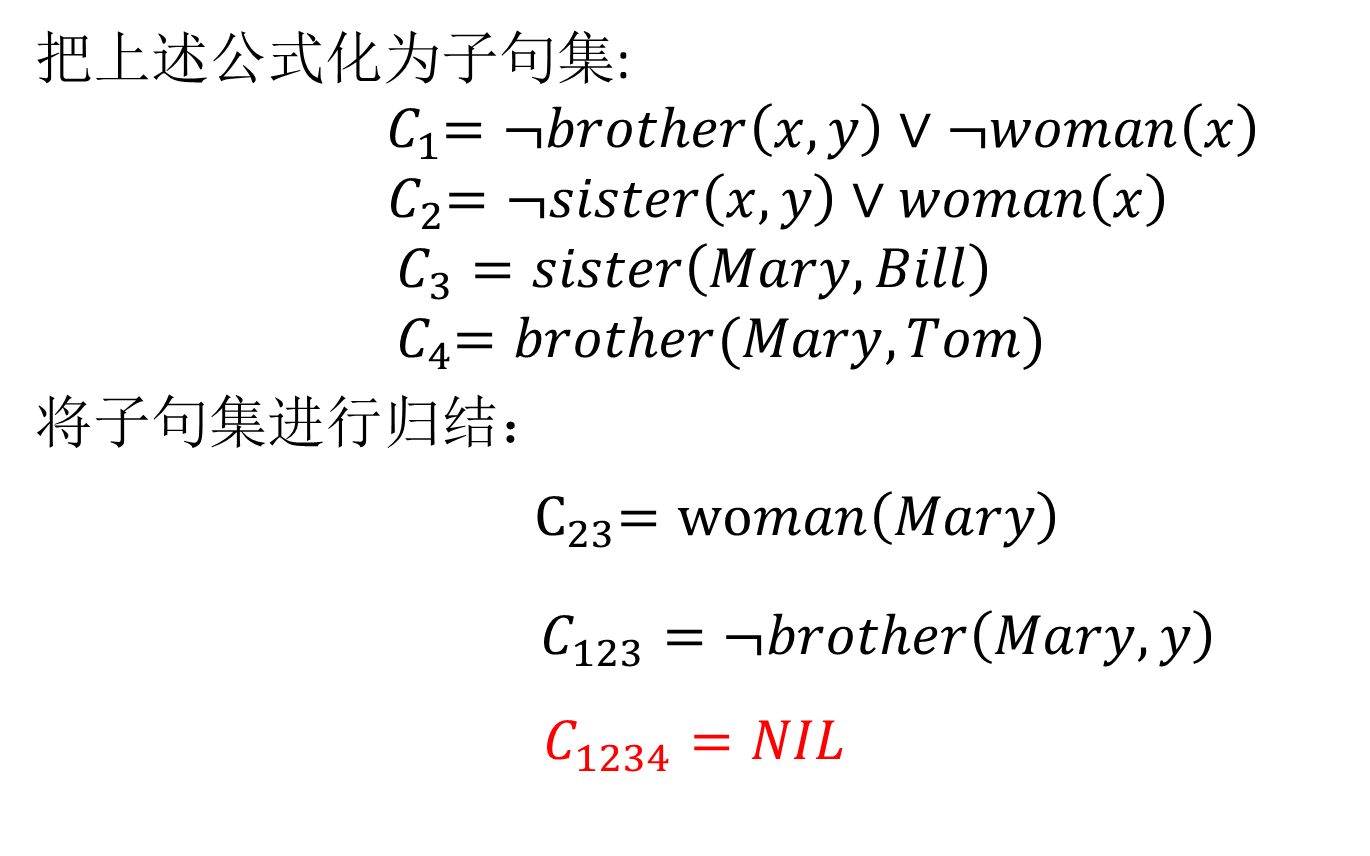 把上述公式化为子句集:
C₁= ¬brother(x, y) ∨ ¬woman(x)
C₂= ¬sister(x, y) ∨ woman(x)
C₃ = sister(Mary, Bill)
C₄= brother(Mary, Tom)
将子句集进行归结：
C₂₃= woman(Mary)
C₁₂₃ = ¬brother(Mary, y)
C₁₂₃₄ = NIL